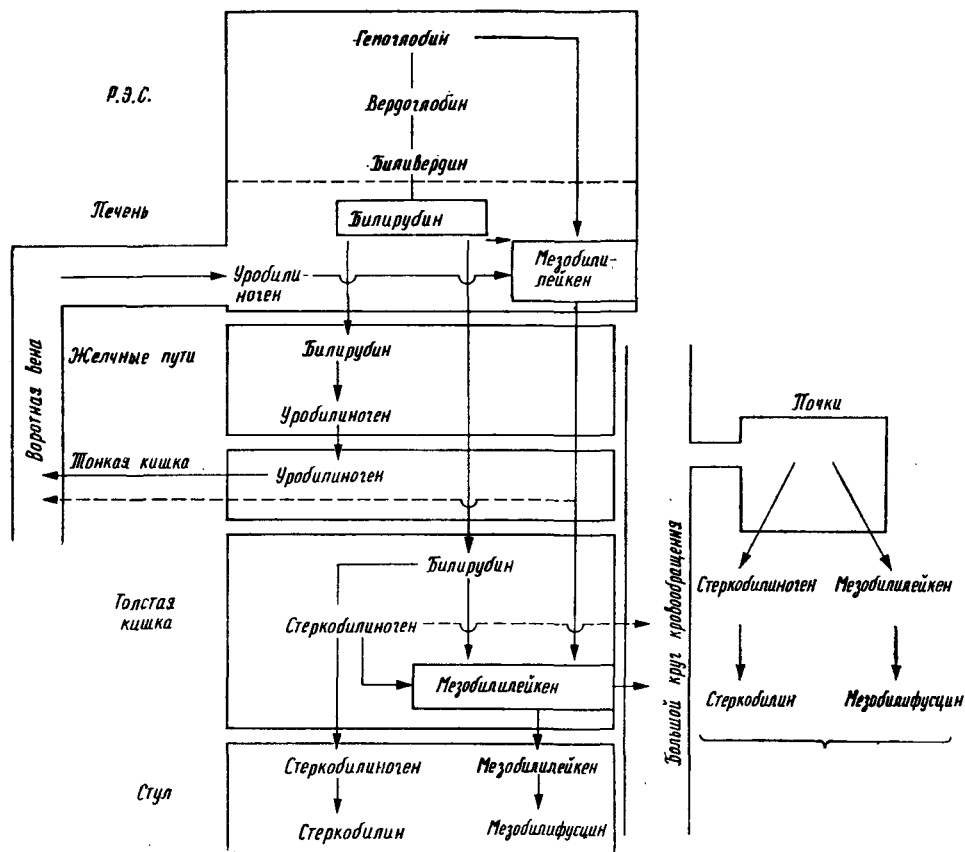 Гемоглобин
Р.Э.С.
Вердоглобин
Биливердин
Печень
Билирубин
Мезобили-
лейкен
Уробили-
ноген
Воротная вена
Желчные пути
Билирубин
Уробилиноген
Тонкая кишка
Уробилиноген
Толстая
кишка
Билирубин
Стеркобилиноген
Мезобилилейкен
Стул
Стеркобилиноген
Мезобилилейкен
Стеркобилин
Мезобилифусцин
Большой круг кровообращения
Почки
Стеркобилиноген
Мезобилилейкен
Стеркобилин
Мезобилифусцин